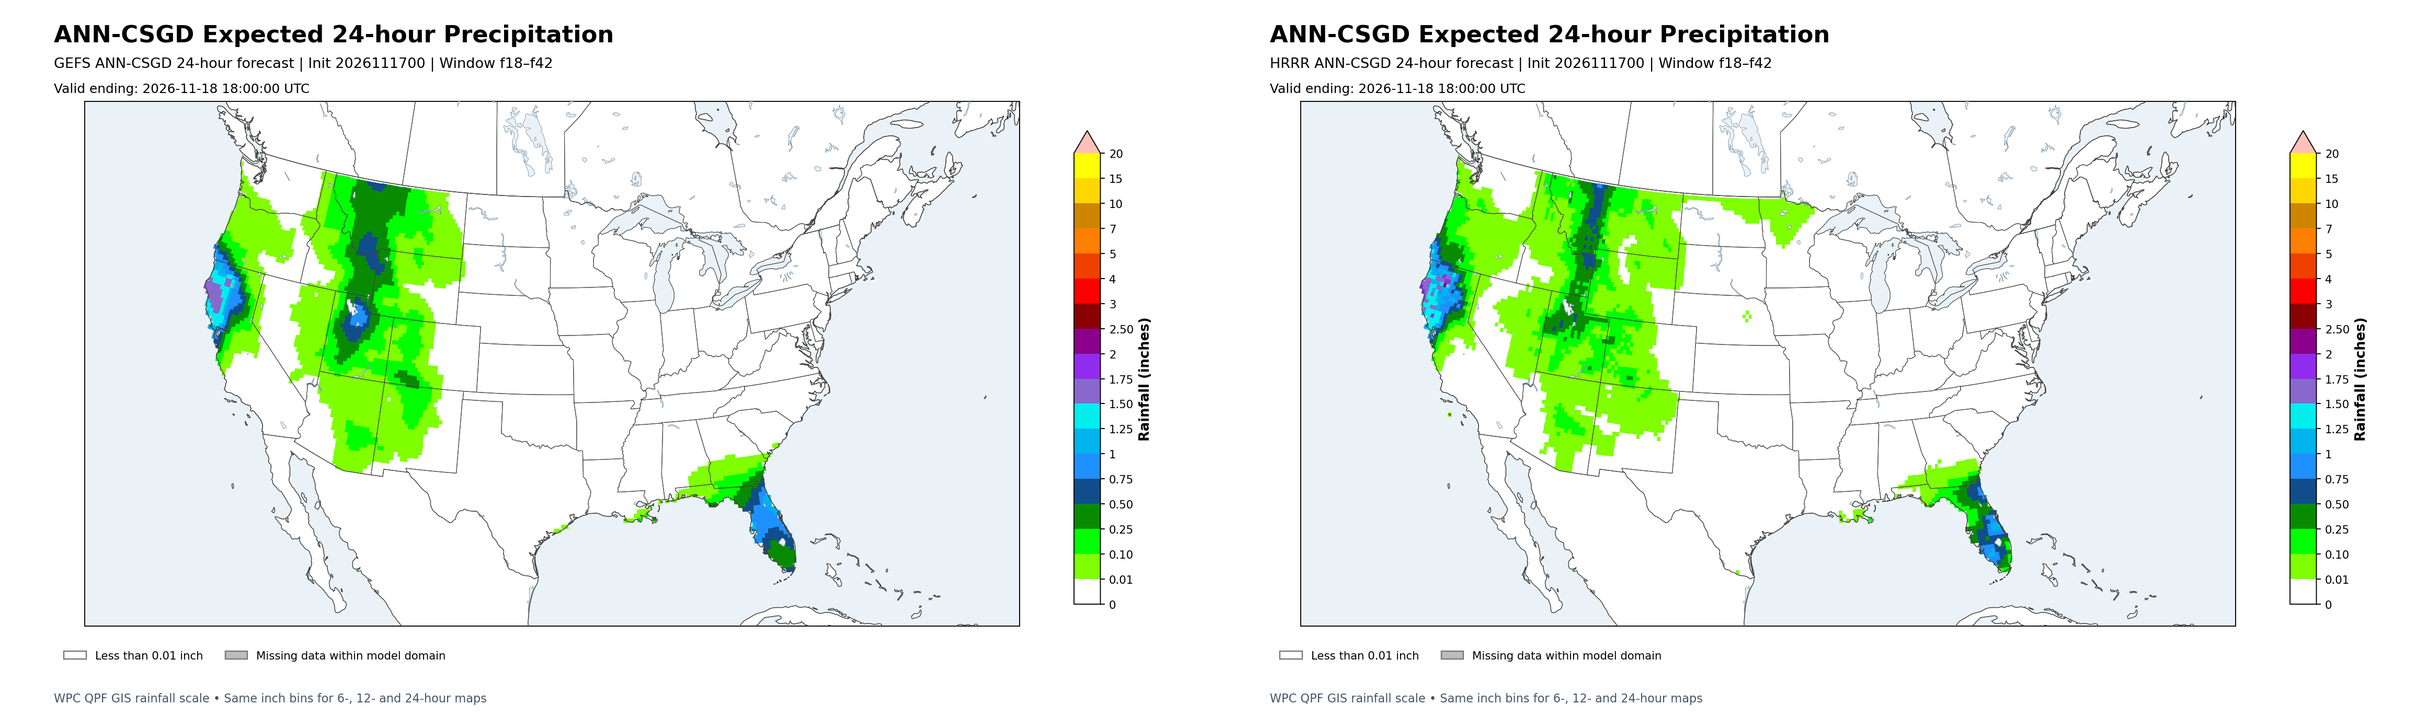 ANN-CSGD Expected 24-hour Precipitation
GEFS ANN-CSGD 24-hour forecast | Init 2026111700 | Window f18–f42
Valid ending: 2026-11-18 18:00:00 UTC
20
15
10
7
5
4
3
2.50
2
1.75
1.50
1.25
1
0.75
0.50
0.25
0.10
0.01
0
Rainfall (inches)
Less than 0.01 inch
Missing data within model domain
WPC QPF GIS rainfall scale • Same inch bins for 6-, 12- and 24-hour maps
ANN-CSGD Expected 24-hour Precipitation
HRRR ANN-CSGD 24-hour forecast | Init 2026111700 | Window f18–f42
Valid ending: 2026-11-18 18:00:00 UTC
20
15
10
7
5
4
3
2.50
2
1.75
1.50
1.25
1
0.75
0.50
0.25
0.10
0.01
0
Rainfall (inches)
Less than 0.01 inch
Missing data within model domain
WPC QPF GIS rainfall scale • Same inch bins for 6-, 12- and 24-hour maps